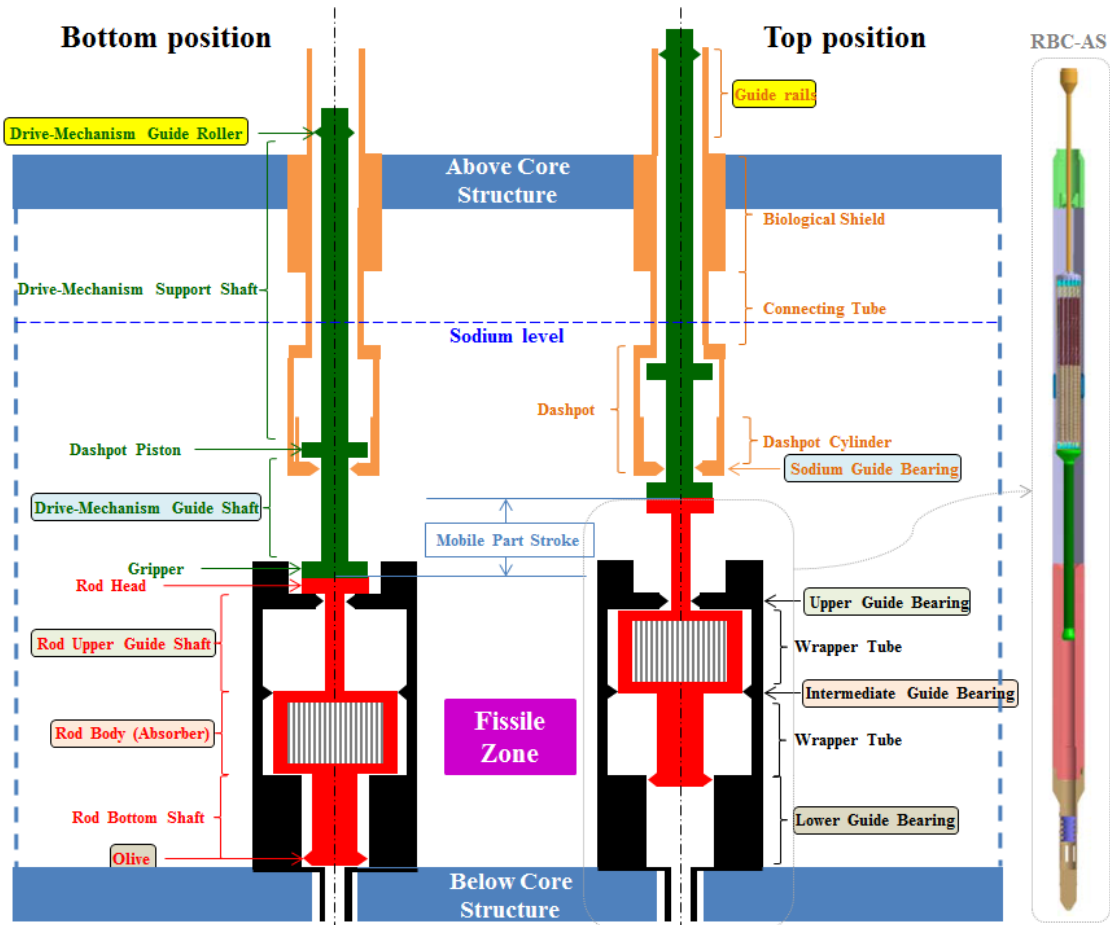 Bottom position
Top position
RBC-AS
Guide rails
Drive-Mechanism Guide Roller
Above Core
Structure
Biological Shield
Drive-Mechanism Support Shaft
Connecting Tube
Sodium level
Dashpot
Dashpot Piston
Dashpot Cylinder
Sodium Guide Bearing
Drive-Mechanism Guide Shaft
Mobile Part Stroke
Gripper
Rod Head
Upper Guide Bearing
Rod Upper Guide Shaft
Wrapper Tube
Intermediate Guide Bearing
Fissile
Zone
Rod Body (Absorber)
Wrapper Tube
Rod Bottom Shaft
Lower Guide Bearing
Olive
Below Core
Structure